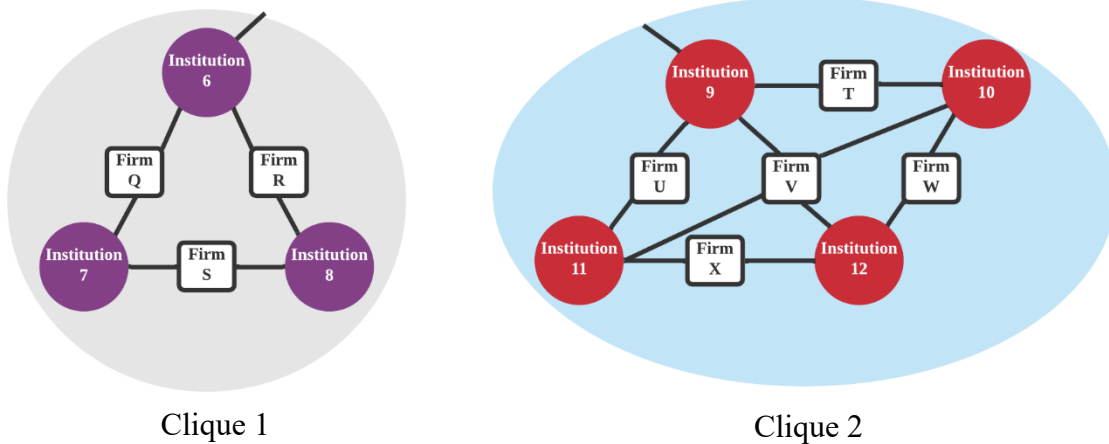 Institution
6
Firm
Q
Firm
R
Institution
7
Firm
S
Institution
8
Clique 1
Institution
9
Firm
T
Institution
10
Firm
U
Firm
V
Firm
W
Institution
11
Firm
X
Institution
12
Clique 2